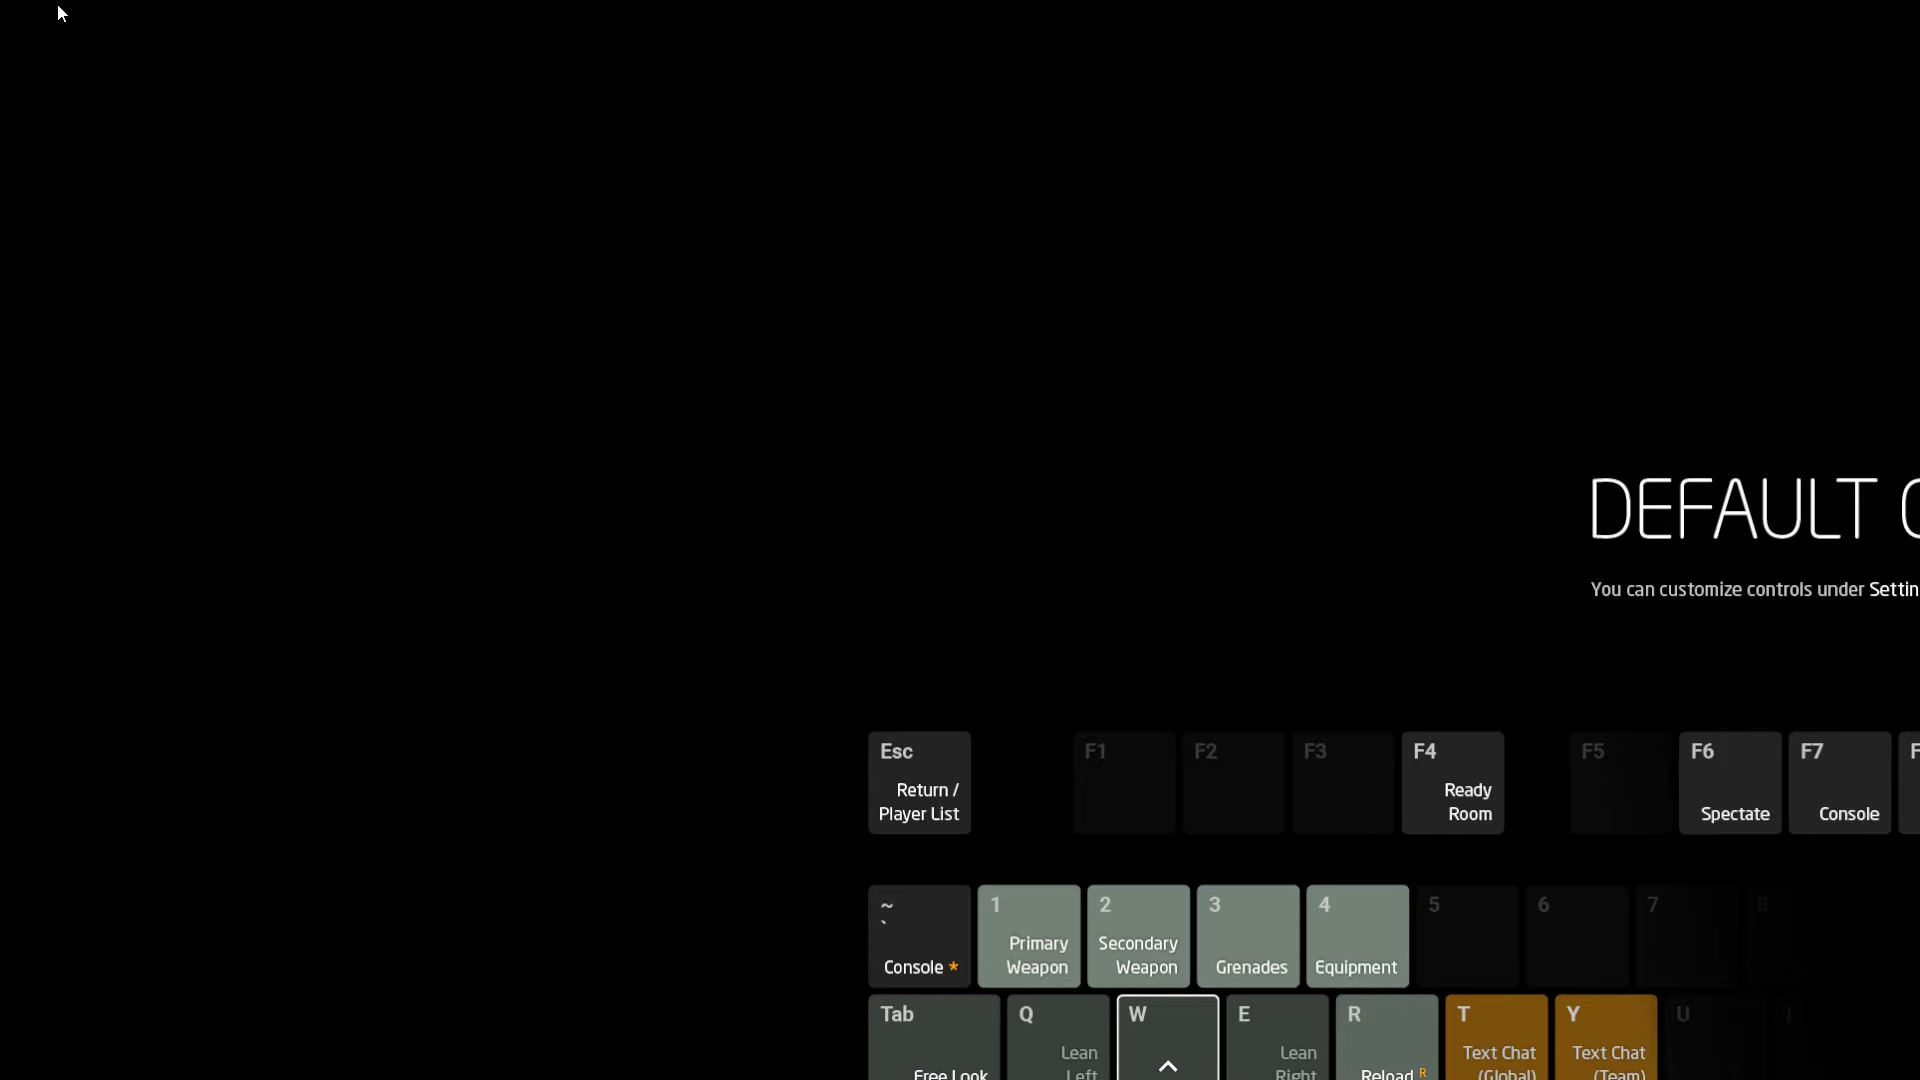 DEFAULT
You can customize controls under Settin
Esc
Return /
Player List
F1
F2
F3
F4
Ready
Room
F5
F6
Spectate
F7
Console
F
~
`
Console *
1
Primary
Weapon
2
Secondary
Weapon
3
Grenades
4
Equipment
5
6
7
8
Tab
Free Look
Q
Lean
Left
W
E
Lean
Right
R
Reload R
T
Text Chat
(Global)
Y
Text Chat
(Team)
U